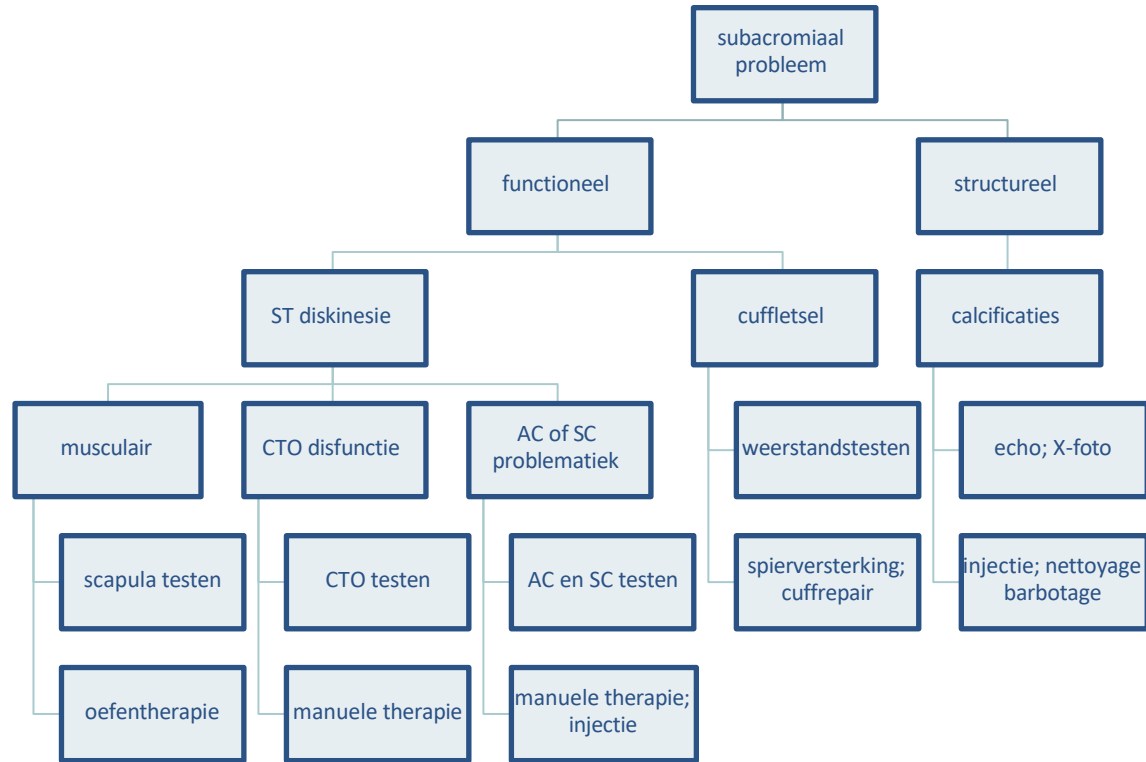 subacromiaal
probleem
functioneel
structureel
ST diskinesie
cuffletsel
calcificaties
musculair
CTO disfunctie
AC of SC
problematiek
weerstandstesten
echo; X-foto
scapula testen
CTO testen
AC en SC testen
spierversterking;
cuffrepair
injectie; nettoyage
barbotage
oefentherapie
manuele therapie
manuele therapie;
injectie